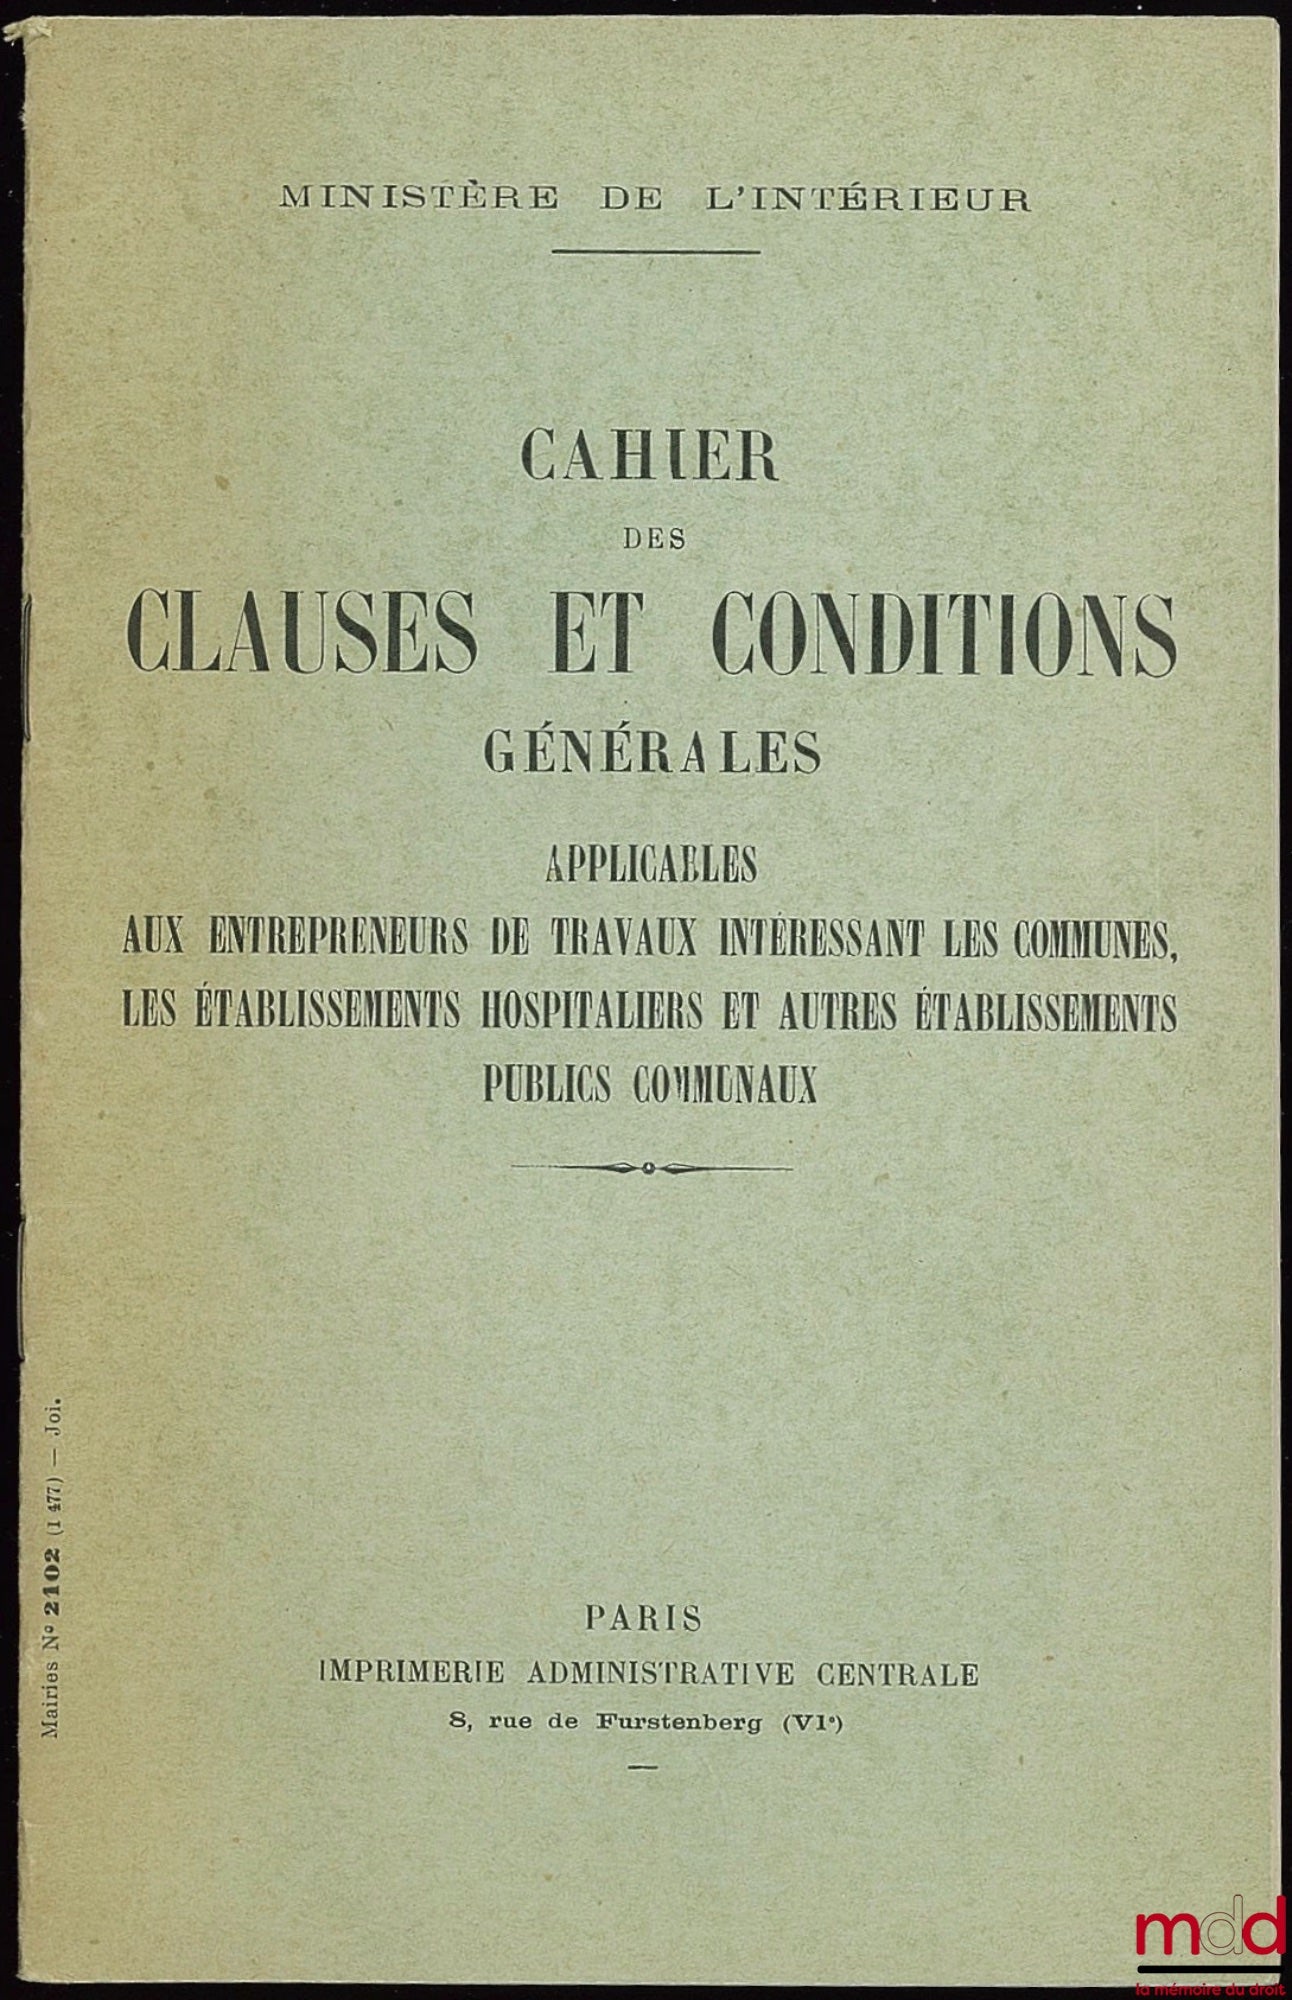 MINISTÈRE DE L'INTÉRIEUR
CAHIER
DES
CLAUSES ET CONDITIONS
GÉNÉRALES
APPLICABLES
AUX ENTREPRENEURS DE TRAVAUX INTÉRESSANT LES COMMUNES,
LES ÉTABLISSEMENTS HOSPITALIERS ET AUTRES ÉTABLISSEMENTS
PUBLICS COMMUNAUX
Mairies Nº 2102 (1 477) — Joi.
PARIS
IMPRIMERIE ADMINISTRATIVE CENTRALE
8, rue de Furstenberg (VIe)
mdd
la mémoire du droit